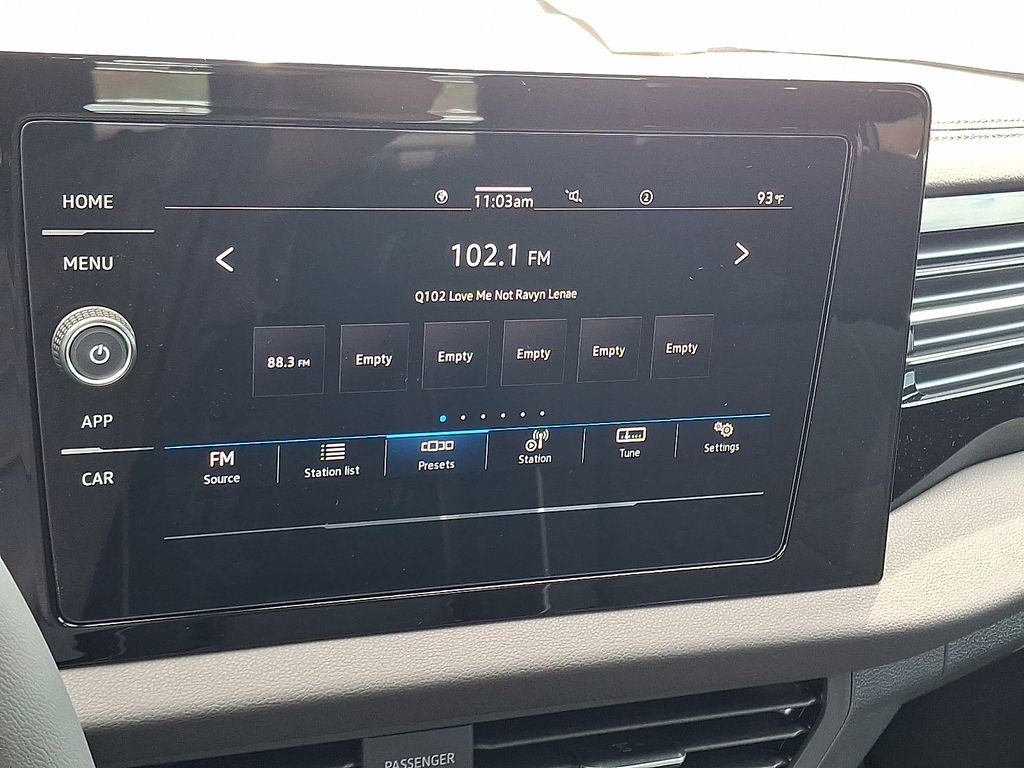 HOME
MENU
APP
CAR
2
11:03am
93°F
102.1 FM
Q102 Love Me Not Ravyn Lenae
88.3 FM
Empty
Empty
Empty
Empty
Empty
FM
Source
Station list
Presets
Station
Tune
Settings
PASSENGER